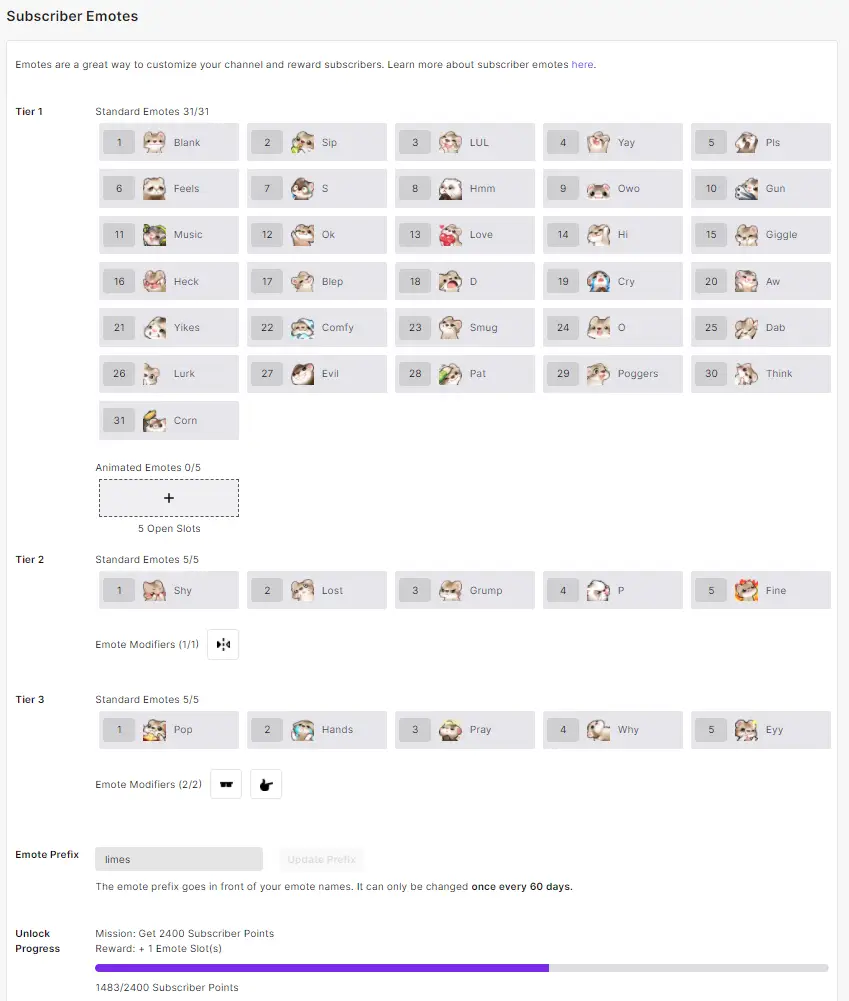 Subscriber Emotes
Emotes are a great way to customize your channel and reward subscribers. Learn more about subscriber emotes here.
Tier 1
Standard Emotes 31/31
1 Blank 2 Sip 3 LUL 4 Yay 5 Pls
6 Feels 7 S 8 Hmm 9 Owo 10 Gun
11 Music 12 Ok 13 Love 14 Hi 15 Giggle
16 Heck 17 Blep 18 D 19 Cry 20 Aw
21 Yikes 22 Comfy 23 Smug 24 O 25 Dab
26 Lurk 27 Evil 28 Pat 29 Poggers 30 Think
31 Corn
Animated Emotes 0/5
+
5 Open Slots
Tier 2
Standard Emotes 5/5
1 Shy 2 Lost 3 Grump 4 P 5 Fine
Emote Modifiers (1/1)
Tier 3
Standard Emotes 5/5
1 Pop 2 Hands 3 Pray 4 Why 5 Eyy
Emote Modifiers (2/2)
Emote Prefix
limes
Update Prefix
The emote prefix goes in front of your emote names. It can only be changed once every 60 days.
Unlock
Progress
Mission: Get 2400 Subscriber Points
Reward: + 1 Emote Slot(s)
1483/2400 Subscriber Points